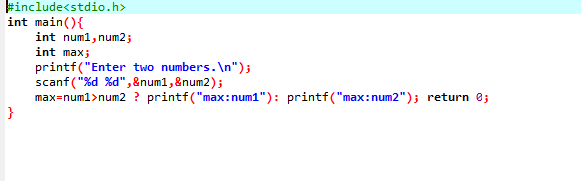 #include<stdio.h>
int main(){
    int num1,num2;
    int max;
    printf("Enter two numbers.\n");
    scanf("%d %d",&num1,&num2);
    max=num1>num2 ? printf("max:num1"): printf("max:num2"); return 0;
}